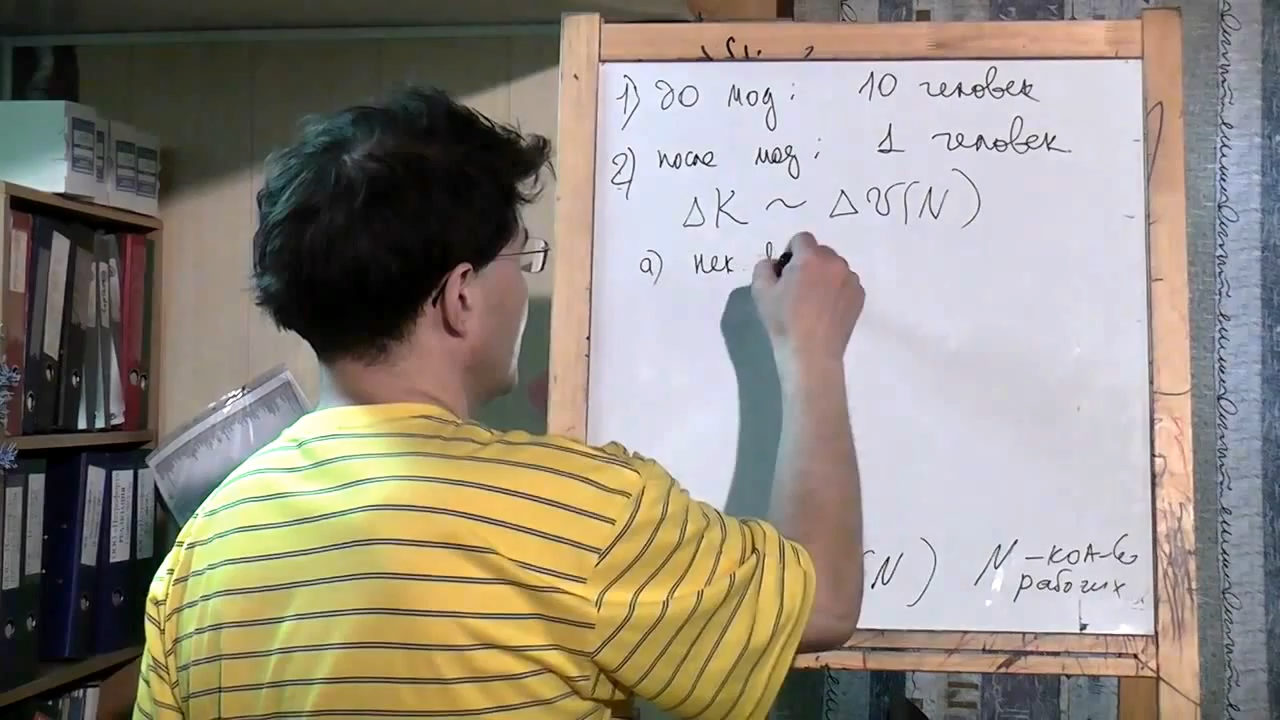 1) до мод: 10 человек
2) после мод: 1 человек
ΔK ~ ΔV(N)
а) нек.
(N) N - кол-во
рабочих